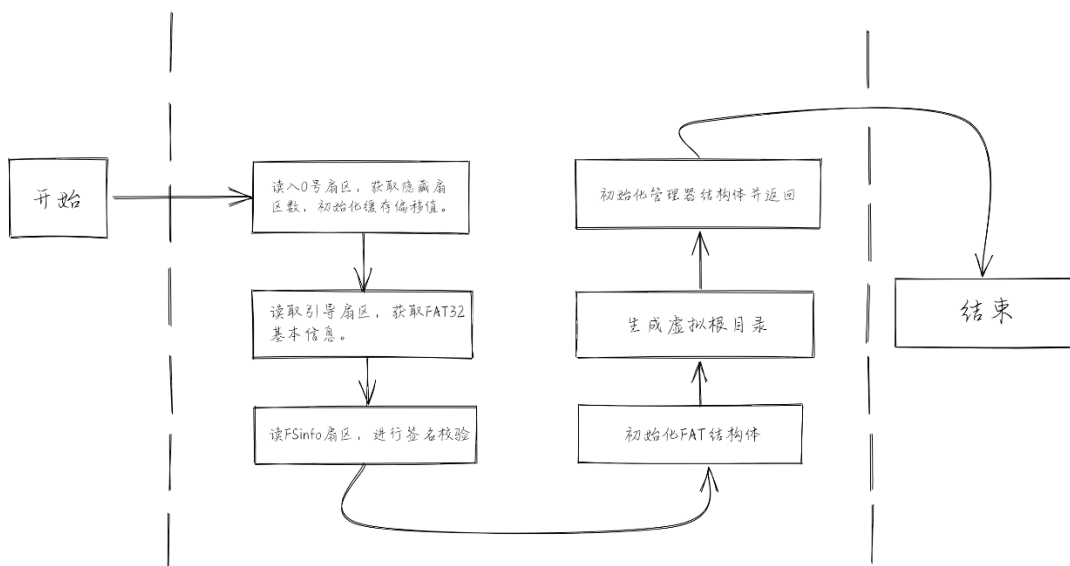 开始
读入0号扇区，获取隐藏扇
区数，初始化缓存偏移值。
读取引导扇区，获取FAT32
基本信息。
读FSinfo扇区，进行签名校验
初始化FAT结构体
生成虚拟根目录
初始化管理器结构体并返回
结束